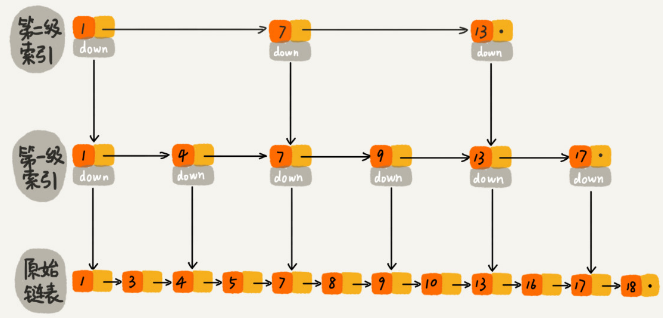 第二级
索引
1 7 13
down down down
第一级
索引
1 4 7 9 13 17
down down down down down down
原始
链表
1 3 4 5 7 8 9 10 13 16 17 18